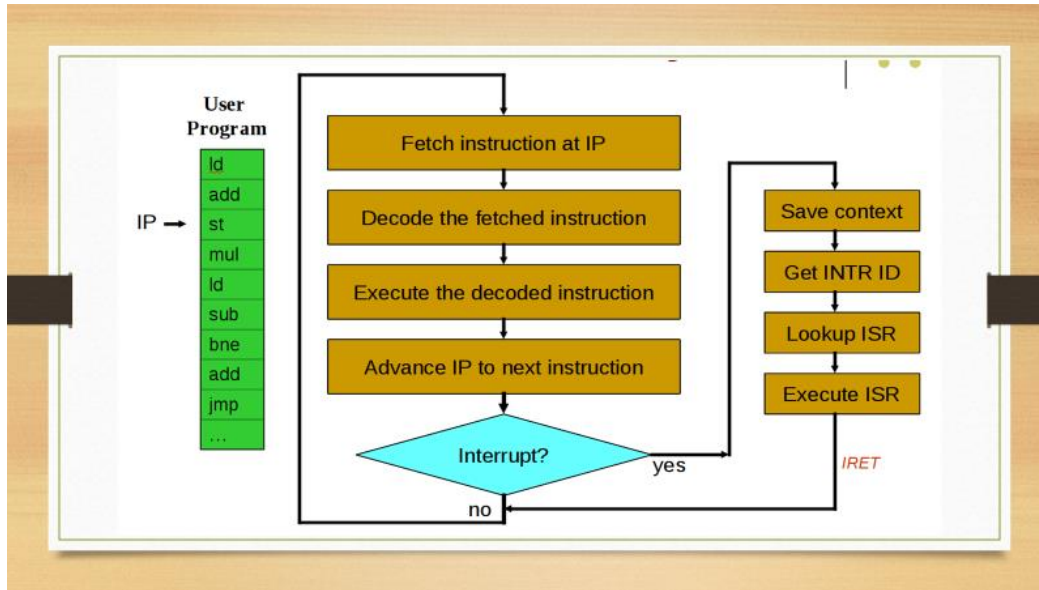 User
Program
ld
add
IP
st
mul
ld
sub
bne
add
jmp
...
Fetch instruction at IP
Decode the fetched instruction
Execute the decoded instruction
Advance IP to next instruction
Interrupt?
yes
no
Save context
Get INTR ID
Lookup ISR
Execute ISR
IRET